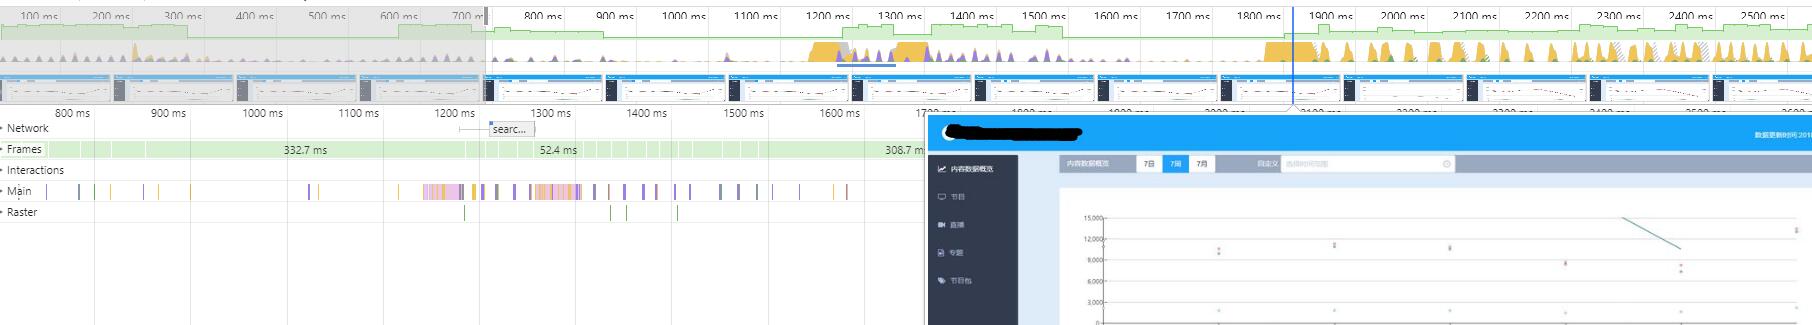 100 ms 200 ms 300 ms 400 ms 500 ms 600 ms 700 m 800 ms 900 ms 1000 ms 1100 ms 1200 ms 1300 ms 1400 ms 1500 ms 1600 ms 1700 ms 1800 ms 1900 ms 2000 ms 2100 ms 2200 ms 2300 ms 2400 ms 2500 ms
800 ms 900 ms 1000 ms 1100 ms 1200 ms 1300 ms 1400 ms 1500 ms 1600 ms
Network searc...
Frames 332.7 ms 52.4 ms 308.7 m
Interactions
Main
Raster
数据更新时间:201
内容数据概览
节目
直播
专题
节目包
内容数据概览 7日 7周 7月 自定义 选择时间范围
15,000
12,000
9,000
6,000
3,000
0